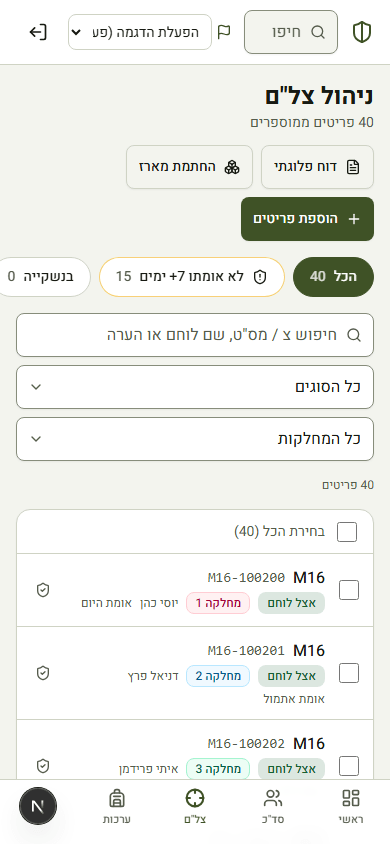 חיפו
הפעלת הדגמה (פע
ניהול צל"ם
40 פריטים ממוספרים
דוח פלוגתי
החתמת מארז
הוספת פריטים
הכל 40
לא אומתו 7+ ימים 15
בנשקייה 0
חיפוש צ / מס"ט, שם לוחם או הערה
כל הסוגים
כל המחלקות
40 פריטים
בחירת הכל (40)
M16 M16-100200
אצל לוחם מחלקה 1 יוסי כהן אומת היום
M16 M16-100201
אצל לוחם מחלקה 2 דניאל פרץ
אומת אתמול
M16 M16-100202
אצל לוחם מחלקה 3 איתי פרידמן
ראשי
סד"כ
צל"ם
ערכות
N